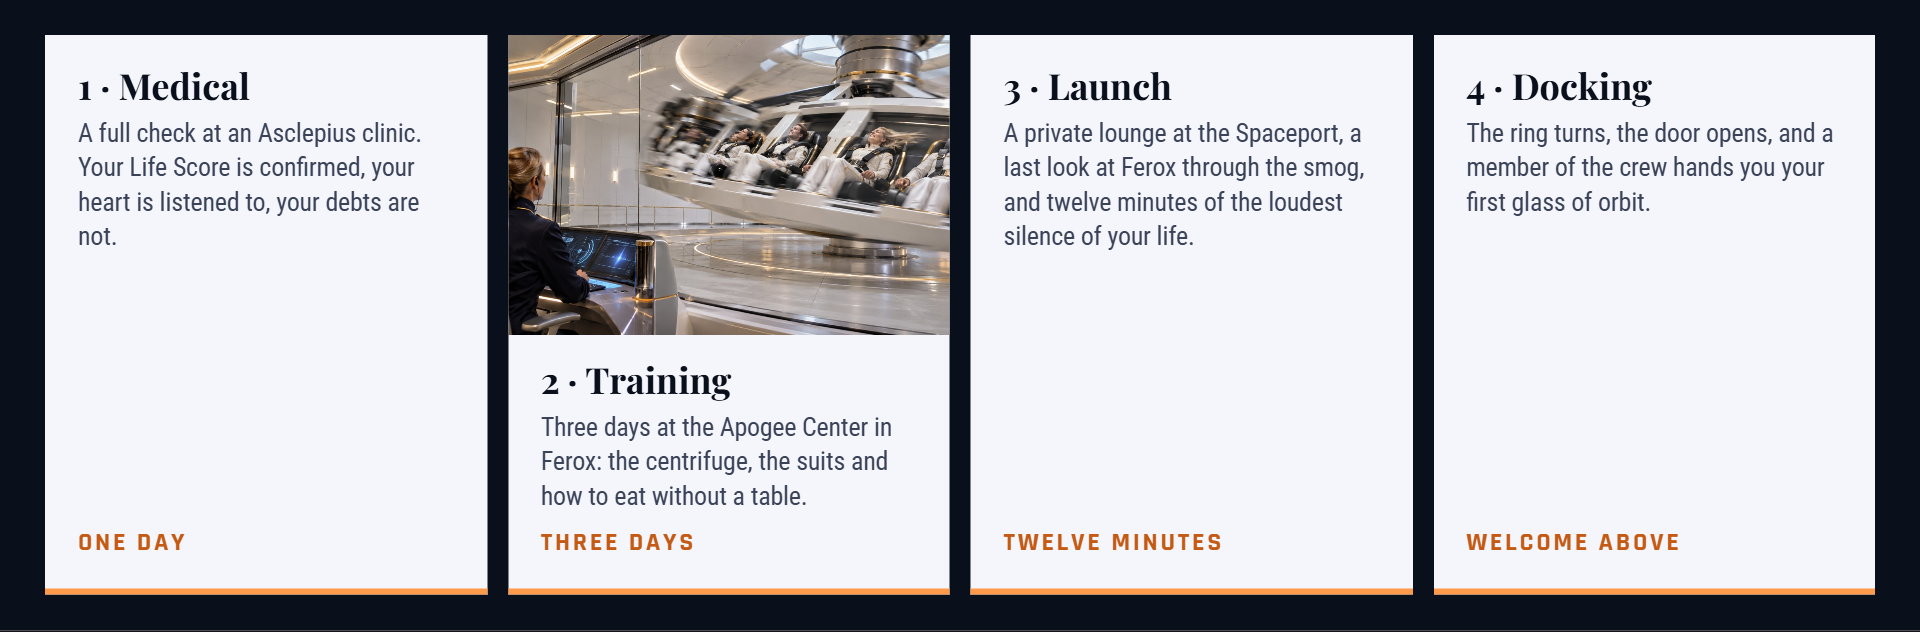 1 · Medical
A full check at an Asclepius clinic.
Your Life Score is confirmed, your
heart is listened to, your debts are
not.
ONE DAY
2 · Training
Three days at the Apogee Center in
Ferox: the centrifuge, the suits and
how to eat without a table.
THREE DAYS
3 · Launch
A private lounge at the Spaceport, a
last look at Ferox through the smog,
and twelve minutes of the loudest
silence of your life.
TWELVE MINUTES
4 · Docking
The ring turns, the door opens, and a
member of the crew hands you your
first glass of orbit.
WELCOME ABOVE